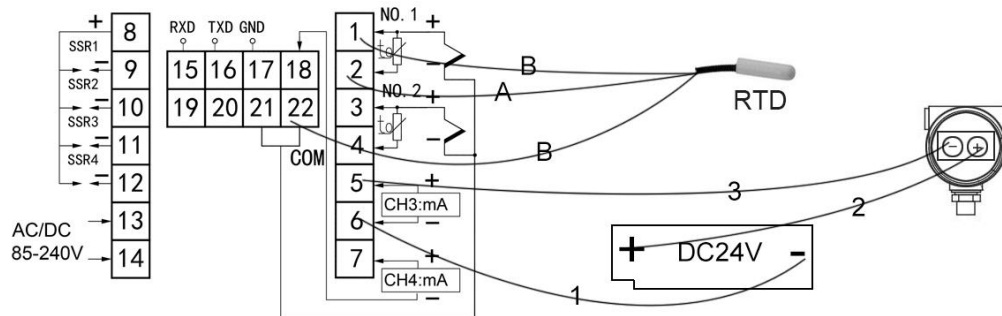 +
SSR1
-
SSR2
-
SSR3
-
SSR4
-
8
9
10
11
12
13
14
AC/DC
85-240V
RXD TXD GND
15 16 17 18
19 20 21 22
COM
1
2
3
4
5
6
7
NO.1
+
-
NO.2
+
-
+
CH3:mA
-
+
CH4:mA
-
B
A
B
RTD
- +
3
2
1
+ DC24V -